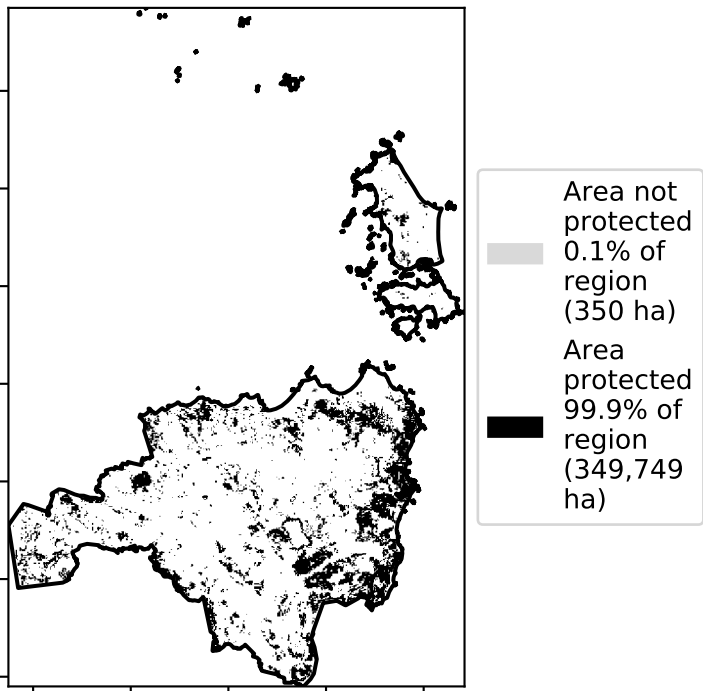 Area not
protected
0.1% of
region
(350 ha)
Area
protected
99.9% of
region
(349,749
ha)